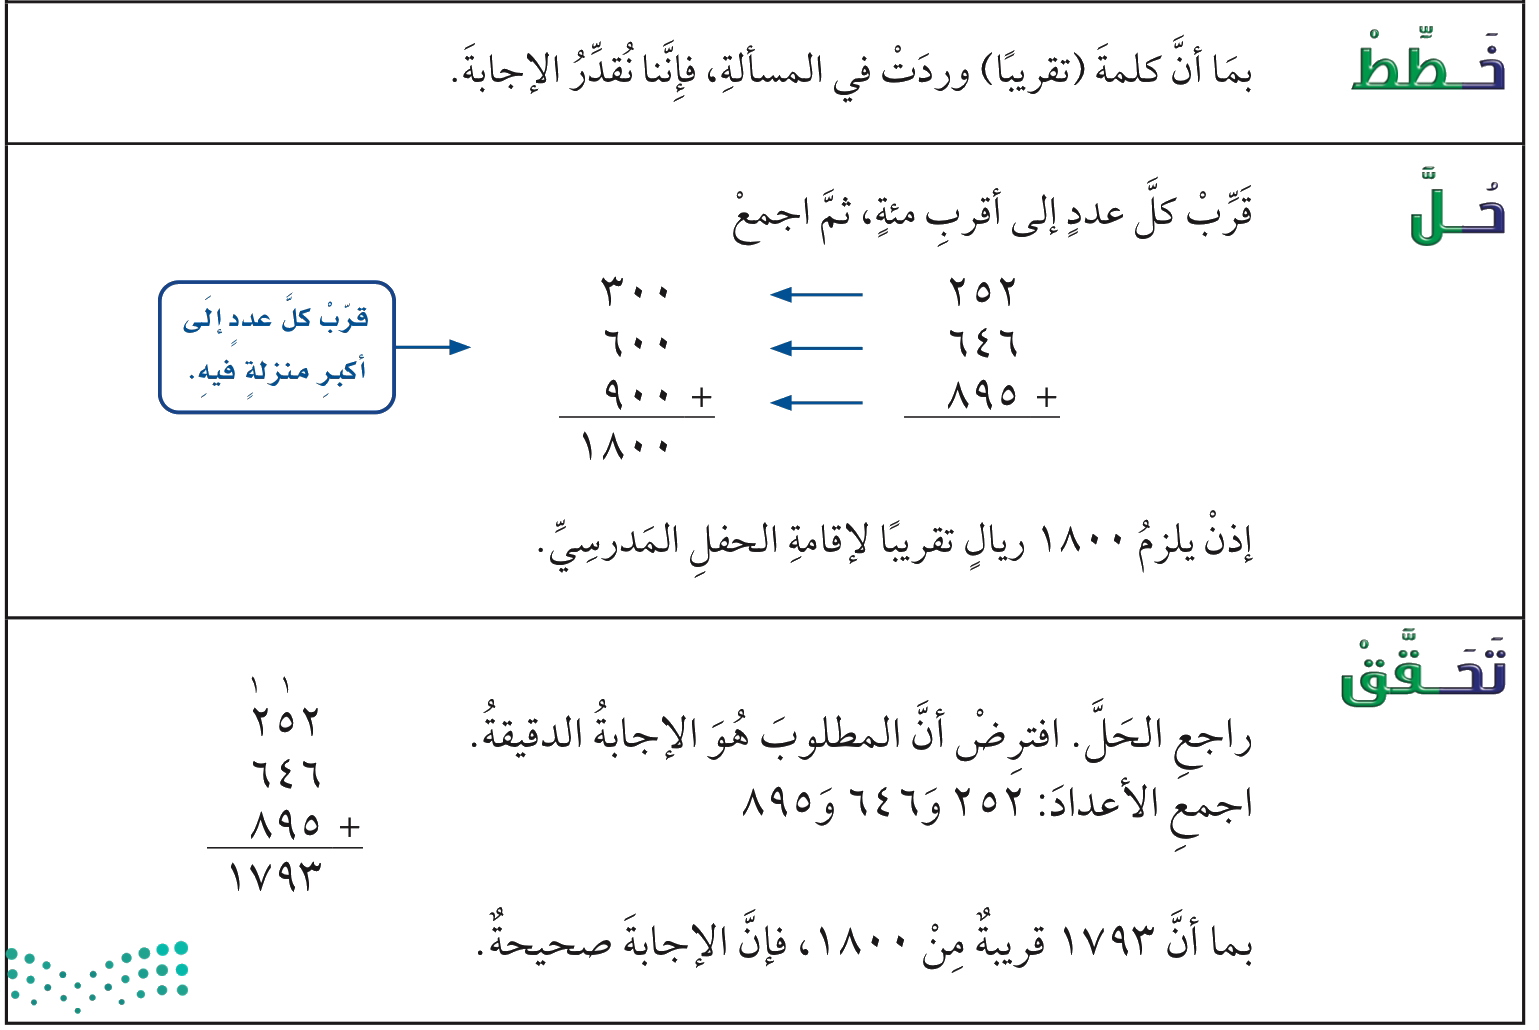 خَطِّطْ
بمَا أنَّ كلمةَ (تقريبًا) وردَتْ في المسألةِ، فإِنَّنا نُقدِّرُ الإجابةَ.
حُلَّ
قَرِّبْ كلَّ عددٍ إلى أقربِ مئةٍ، ثمَّ اجمعْ
٢٥٢ ← ٣٠٠
٦٤٦ ← ٦٠٠
+ ٨٩٥ ← + ٩٠٠
١٨٠٠
قرّبْ كلَّ عددٍ إلَى
أكبرِ منزلةٍ فيهِ.
إذنْ يلزمُ ١٨٠٠ ريالٍ تقريبًا لإقامةِ الحفلِ المَدرسِيِّ.
تَحَقَّقْ
راجعِ الحَلَّ. افترِضْ أنَّ المطلوبَ هُوَ الإجابةُ الدقيقةُ.
اجمعِ الأعدادَ: ٢٥٢ وَ٦٤٦ وَ٨٩٥
١ ١
٢٥٢
٦٤٦
+ ٨٩٥
١٧٩٣
بما أنَّ ١٧٩٣ قريبةٌ مِنْ ١٨٠٠، فإنَّ الإجابةَ صحيحةٌ.